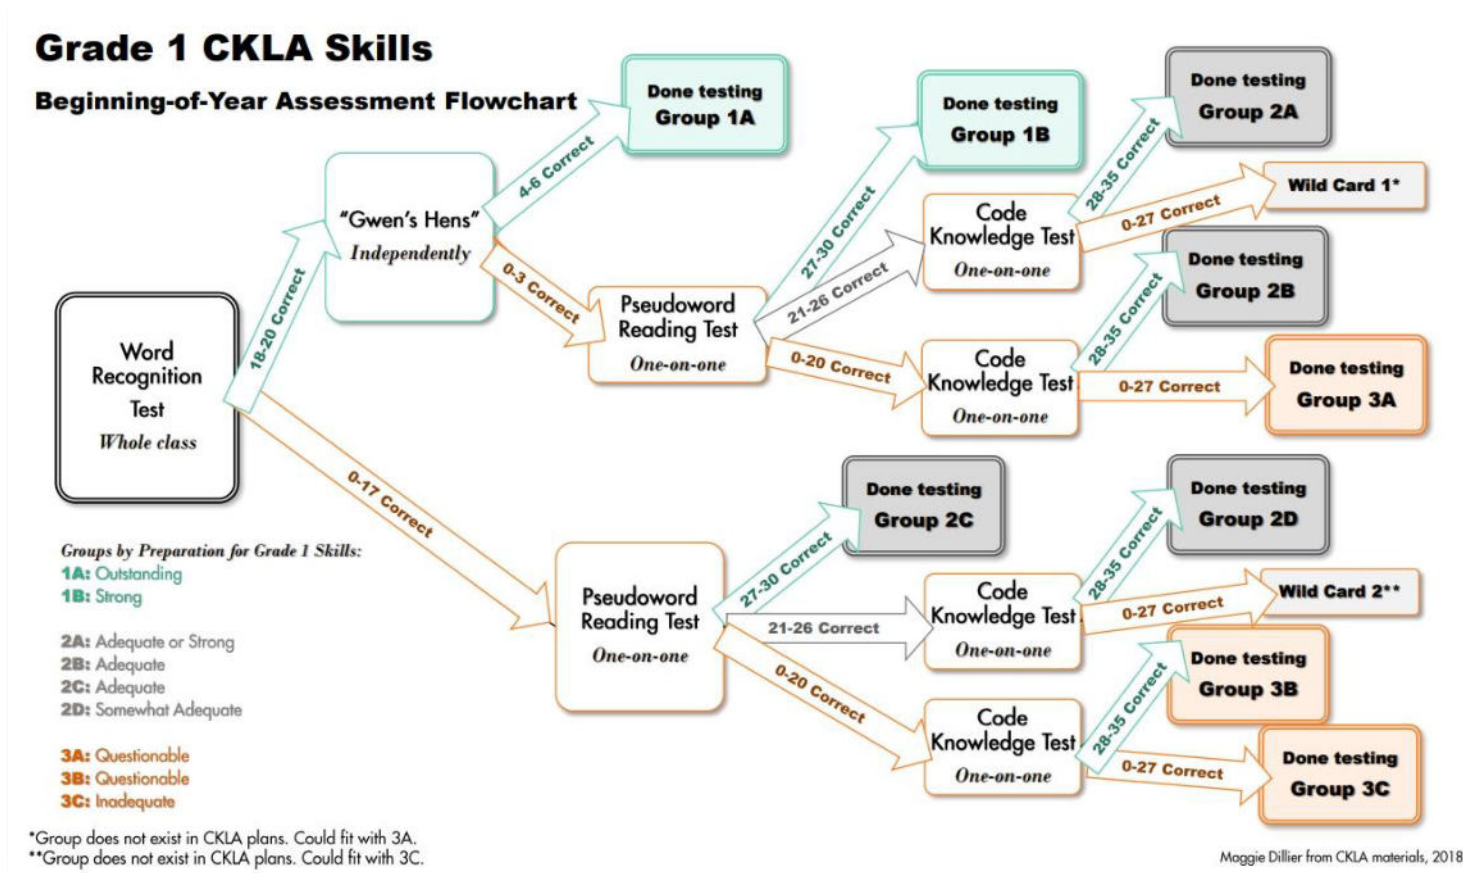 Grade 1 CKLA Skills
Beginning-of-Year Assessment Flowchart
Word
Recognition
Test
Whole class
18-20 Correct
0-17 Correct
“Gwen’s Hens”
Independently
4-6 Correct
0-3 Correct
Done testing
Group 1A
Pseudoword
Reading Test
One-on-one
27-30 Correct
21-26 Correct
0-20 Correct
Done testing
Group 1B
Code
Knowledge Test
One-on-one
28-35 Correct
0-27 Correct
Done testing
Group 2A
Wild Card 1*
Code
Knowledge Test
One-on-one
28-35 Correct
0-27 Correct
Done testing
Group 2B
Done testing
Group 3A
Pseudoword
Reading Test
One-on-one
27-30 Correct
21-26 Correct
0-20 Correct
Done testing
Group 2C
Code
Knowledge Test
One-on-one
28-35 Correct
0-27 Correct
Done testing
Group 2D
Wild Card 2**
Code
Knowledge Test
One-on-one
28-35 Correct
0-27 Correct
Done testing
Group 3B
Done testing
Group 3C
Groups by Preparation for Grade 1 Skills:
1A: Outstanding
1B: Strong
2A: Adequate or Strong
2B: Adequate
2C: Adequate
2D: Somewhat Adequate
3A: Questionable
3B: Questionable
3C: Inadequate
*Group does not exist in CKLA plans. Could fit with 3A.
**Group does not exist in CKLA plans. Could fit with 3C.
Maggie Dillier from CKLA materials, 2018